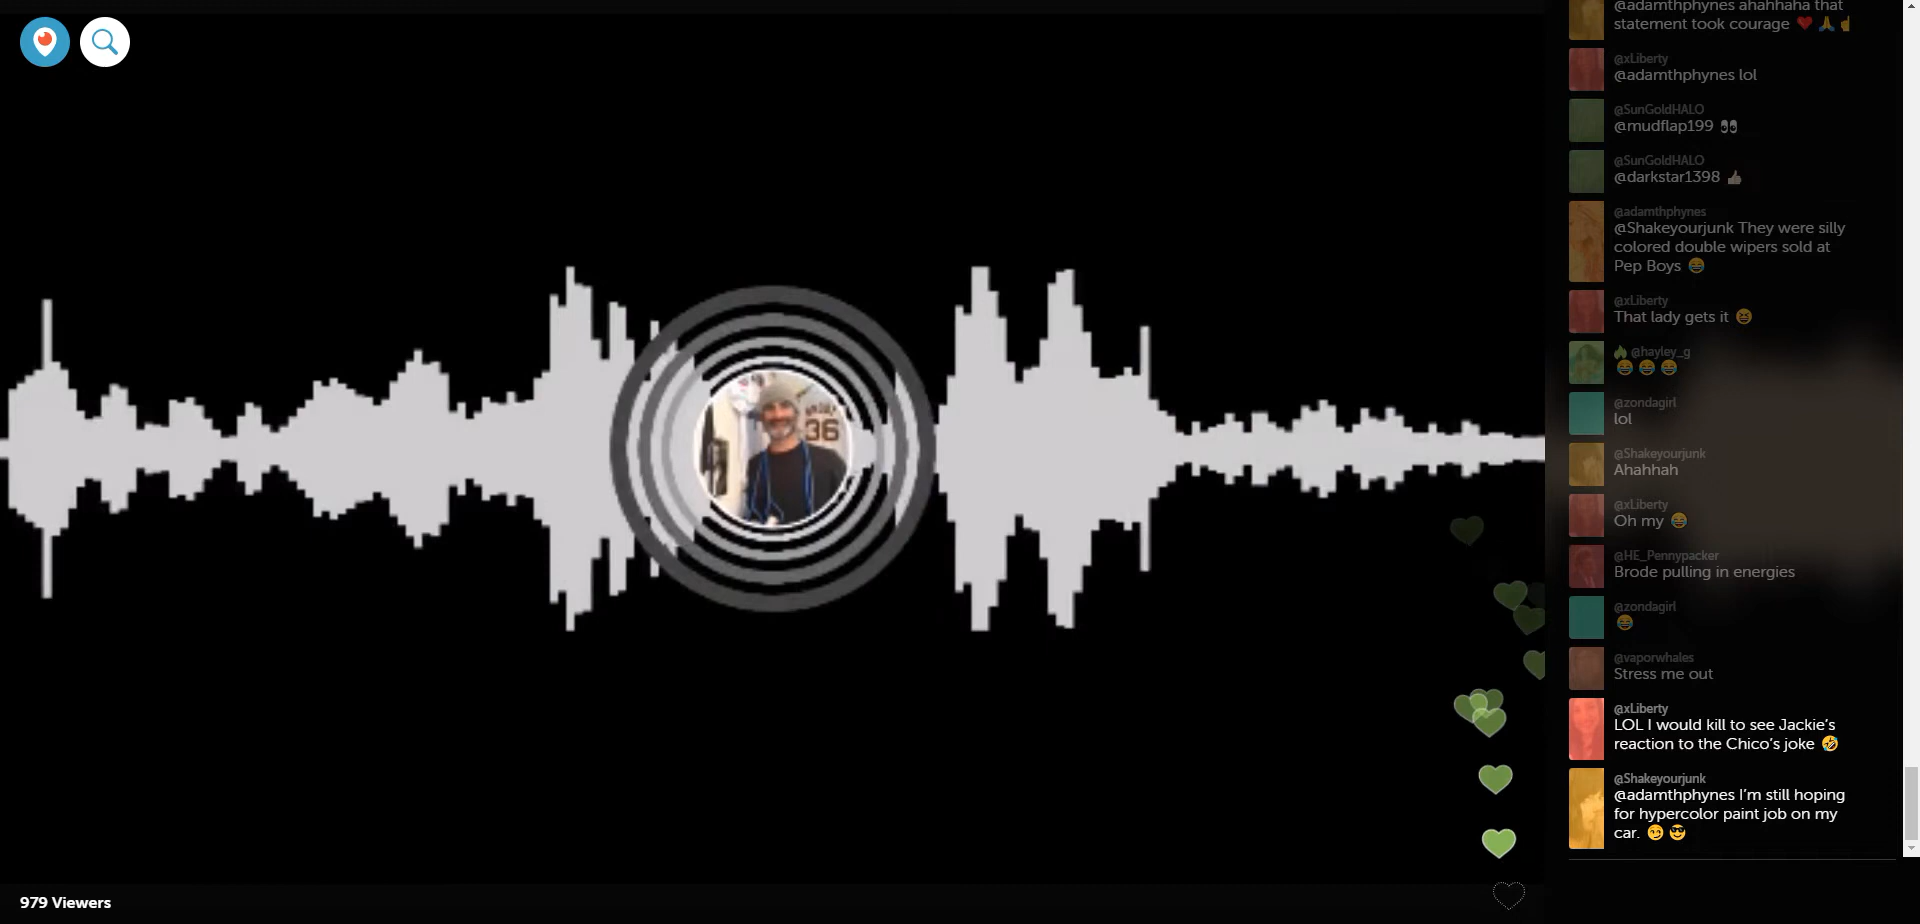 @adamthphynes ahahhaha that
statement took courage ❤️ 🙏 ☝️
@xLiberty
@adamthphynes lol
@SunGoldHALO
@mudflap199 👀
@SunGoldHALO
@darkstar1398 👍
@adamthphynes
@Shakeyourjunk They were silly
colored double wipers sold at
Pep Boys 😂
@xLiberty
That lady gets it 😆
@hayley_g
😂 😂 😂
@zondagirl
lol
@Shakeyourjunk
Ahahhah
@xLiberty
Oh my 😂
@HE_Pennypacker
Brode pulling in energies
@zondagirl
😂
@vaporwhales
Stress me out
@xLiberty
LOL I would kill to see Jackie's
reaction to the Chico's joke 🤣
@Shakeyourjunk
@adamthphynes I'm still hoping
for hypercolor paint job on my
car. 😏 😎
36
979 Viewers